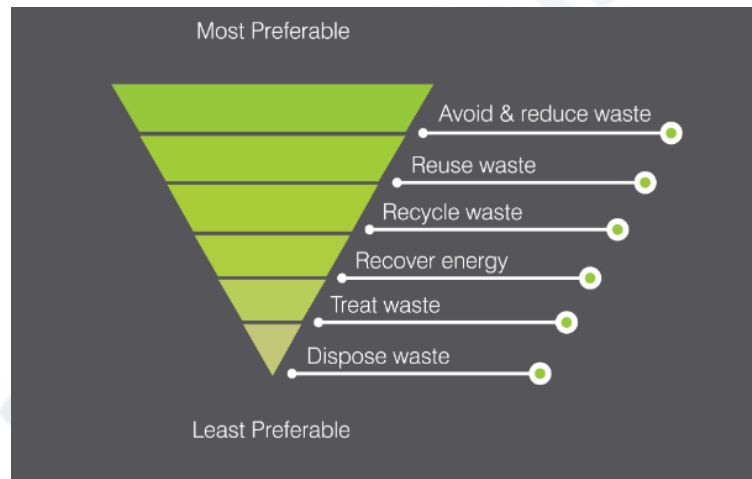 Most Preferable
Avoid & reduce waste
Reuse waste
Recycle waste
Recover energy
Treat waste
Dispose waste
Least Preferable